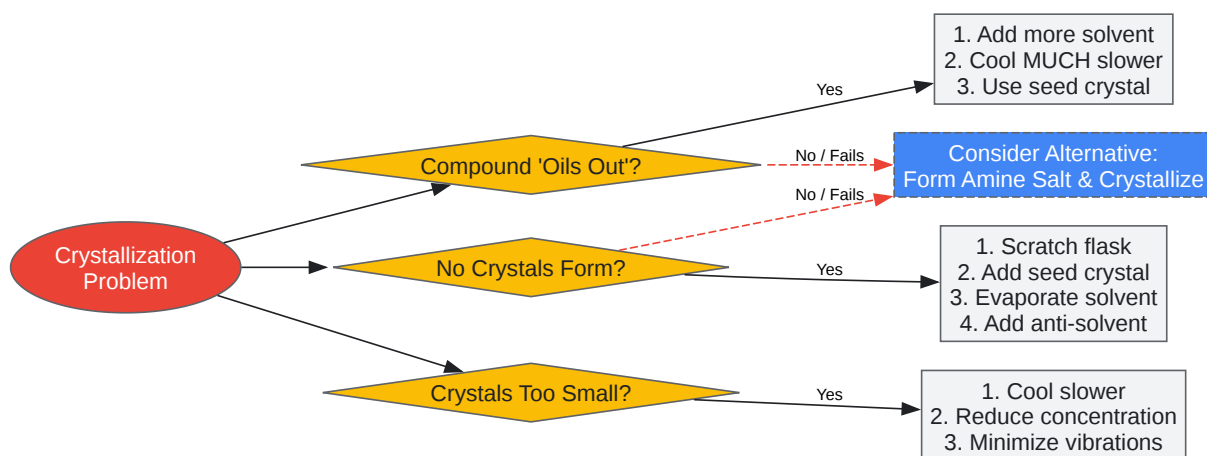 Crystallization
Problem
Compound 'Oils Out'?
Yes
1. Add more solvent
2. Cool MUCH slower
3. Use seed crystal
No / Fails
Consider Alternative:
Form Amine Salt & Crystallize
No Crystals Form?
No / Fails
Yes
1. Scratch flask
2. Add seed crystal
3. Evaporate solvent
4. Add anti-solvent
Crystals Too Small?
Yes
1. Cool slower
2. Reduce concentration
3. Minimize vibrations